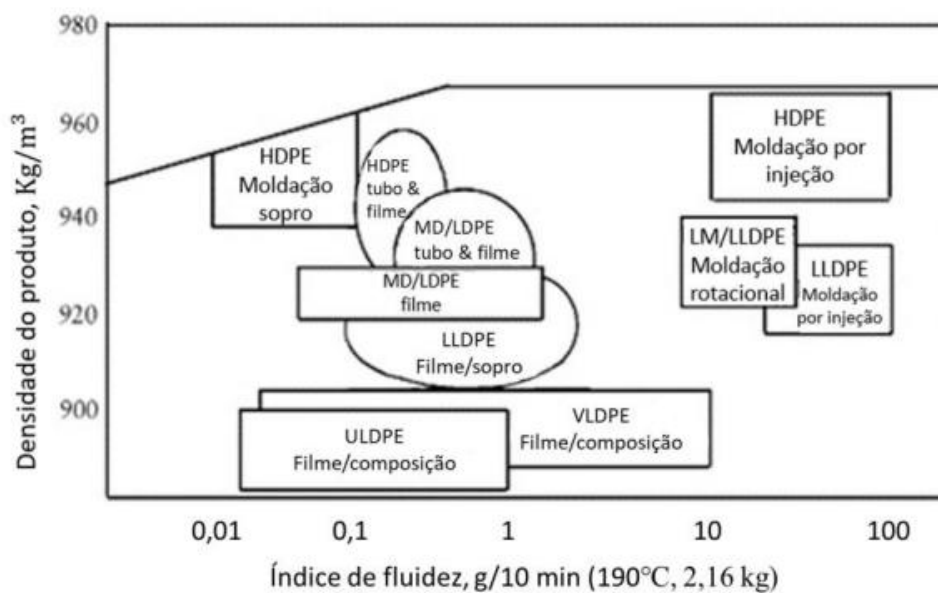 Densidade do produto, Kg/m³
980
960
940
920
900
HDPE
Moldação
sopro
HDPE
tubo &
filme
MD/LDPE
tubo & filme
MD/LDPE
filme
LLDPE
Filme/sopro
HDPE
Moldação por
injeção
LM/LLDPE
Moldação
rotacional
LLDPE
Moldação
por injeção
VLDPE
Filme/composição
ULDPE
Filme/composição
0,01
0,1
1
10
100
Índice de fluidez, g/10 min (190°C, 2,16 kg)